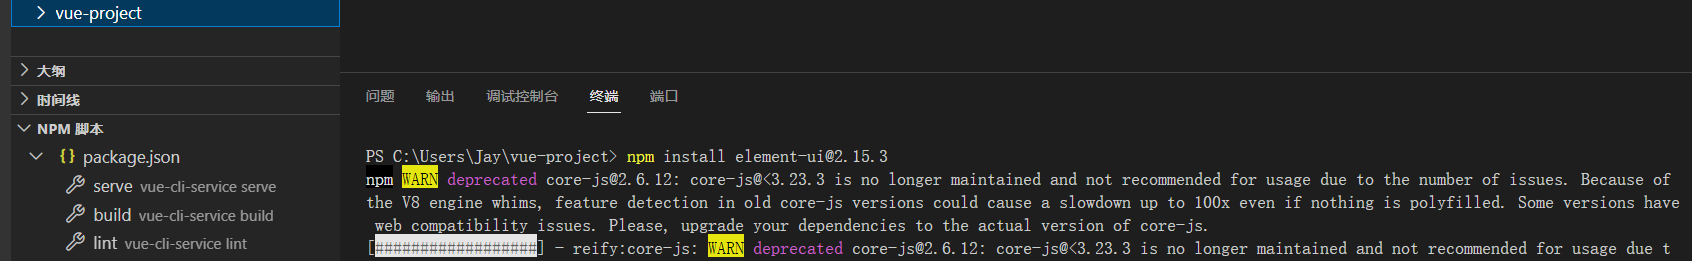 vue-project
大纲
时间线
NPM 脚本
package.json
serve vue-cli-service serve
build vue-cli-service build
lint vue-cli-service lint
问题 输出 调试控制台 终端 端口
PS C:\Users\Jay\vue-project> npm install element-ui@2.15.3
npm WARN deprecated core-js@2.6.12: core-js@<3.23.3 is no longer maintained and not recommended for usage due to the number of issues. Because of
the V8 engine whims, feature detection in old core-js versions could cause a slowdown up to 100x even if nothing is polyfilled. Some versions have
web compatibility issues. Please, upgrade your dependencies to the actual version of core-js.
[##################] - reify:core-js: WARN deprecated core-js@2.6.12: core-js@<3.23.3 is no longer maintained and not recommended for usage due t